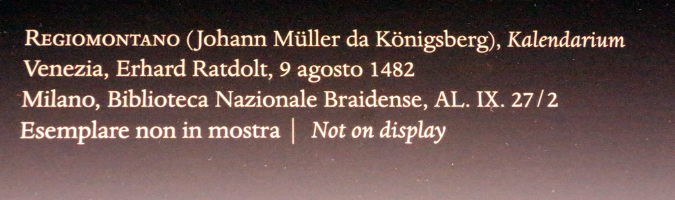 REGIOMONTANO (Johann Müller da Königsberg), Kalendarium
Venezia, Erhard Ratdolt, 9 agosto 1482
Milano, Biblioteca Nazionale Braidense, AL. IX. 27/2
Esemplare non in mostra | Not on display